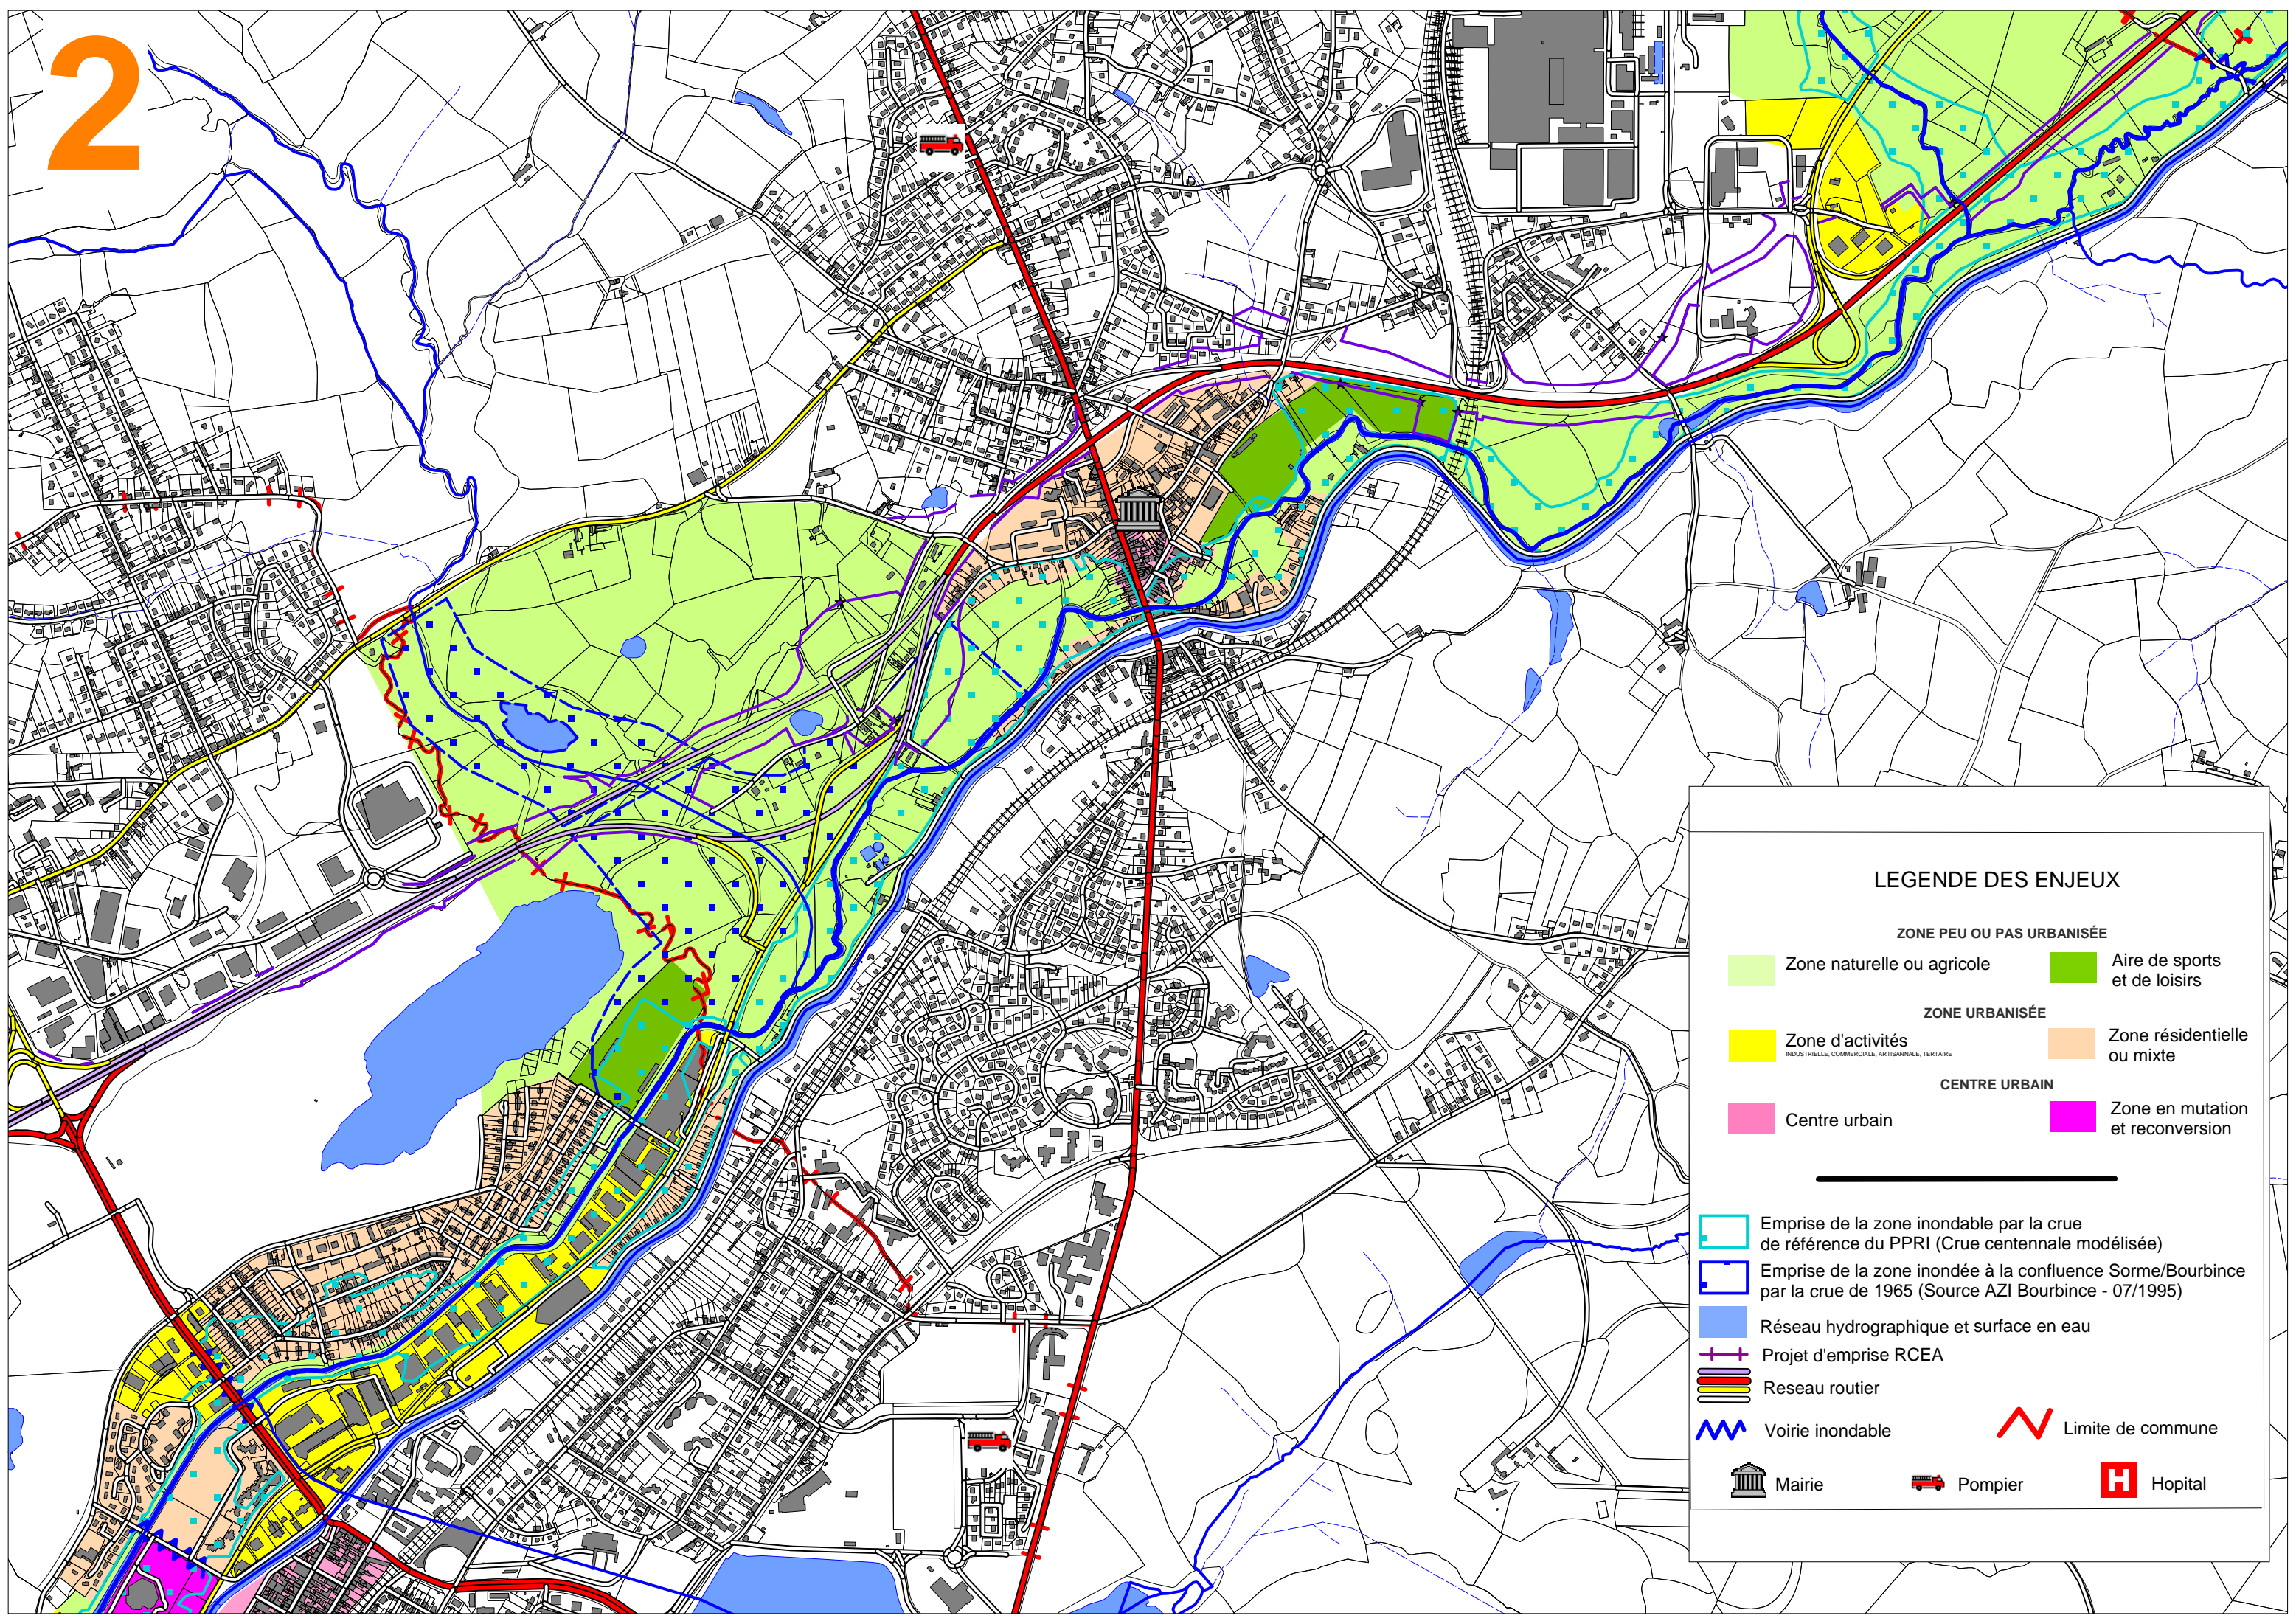 2
LEGENDE DES ENJEUX
ZONE PEU OU PAS URBANISÉE
Zone naturelle ou agricole
Aire de sports
et de loisirs
ZONE URBANISÉE
Zone d'activités
INDUSTRIELLE, COMMERCIALE, ARTISANNALE, TERTAIRE
Zone résidentielle
ou mixte
CENTRE URBAIN
Centre urbain
Zone en mutation
et reconversion
Emprise de la zone inondable par la crue
de référence du PPRI (Crue centennale modélisée)
Emprise de la zone inondée à la confluence Sorme/Bourbince
par la crue de 1965 (Source AZI Bourbince - 07/1995)
Réseau hydrographique et surface en eau
Projet d'emprise RCEA
Reseau routier
Voirie inondable
Limite de commune
Mairie
Pompier
H
Hopital